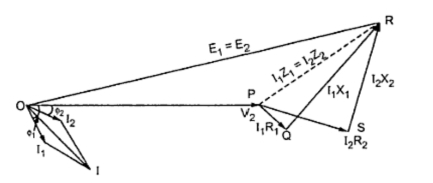 R
E₁ = E₂
I₁Z₁ = I₂Z₂
I₁X₁
I₂X₂
P
O
V₂
φ₂
I₂
φ₁
I₁R₁
S
Q
I₂R₂
I₁
I